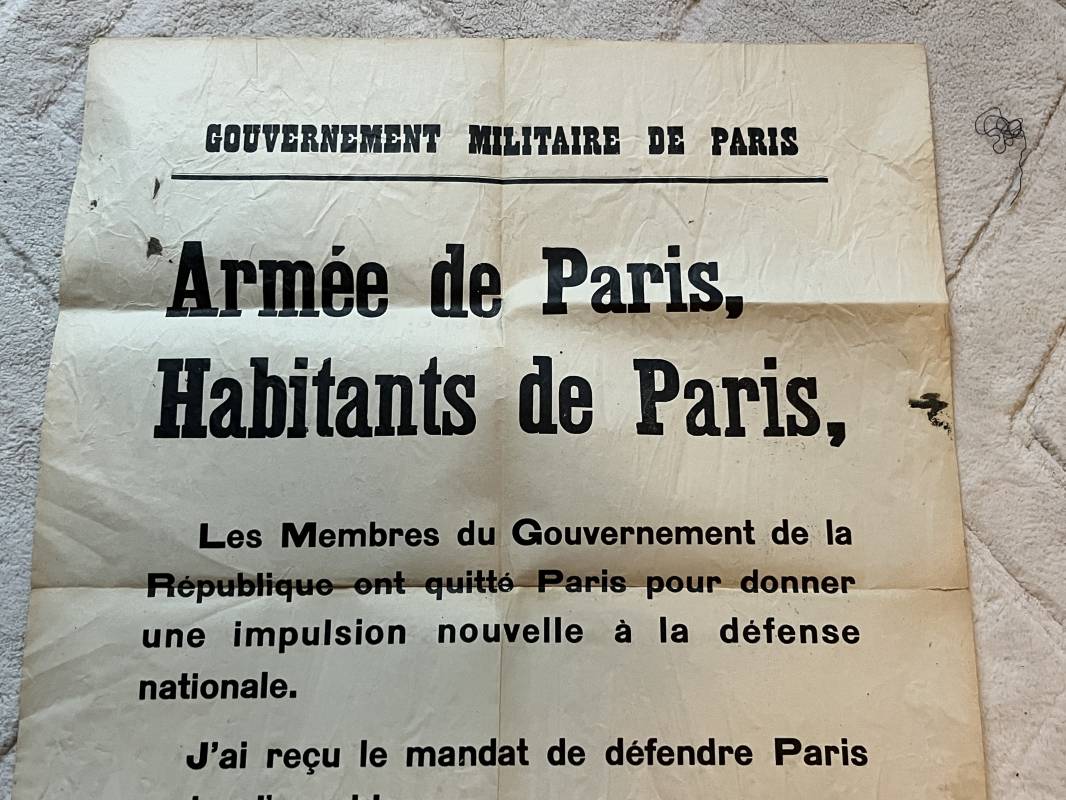 GOUVERNEMENT MILITAIRE DE PARIS
Armée de Paris,
Habitants de Paris,
Les Membres du Gouvernement de la
République ont quitté Paris pour donner
une impulsion nouvelle à la défense
nationale.
J'ai reçu le mandat de défendre Paris